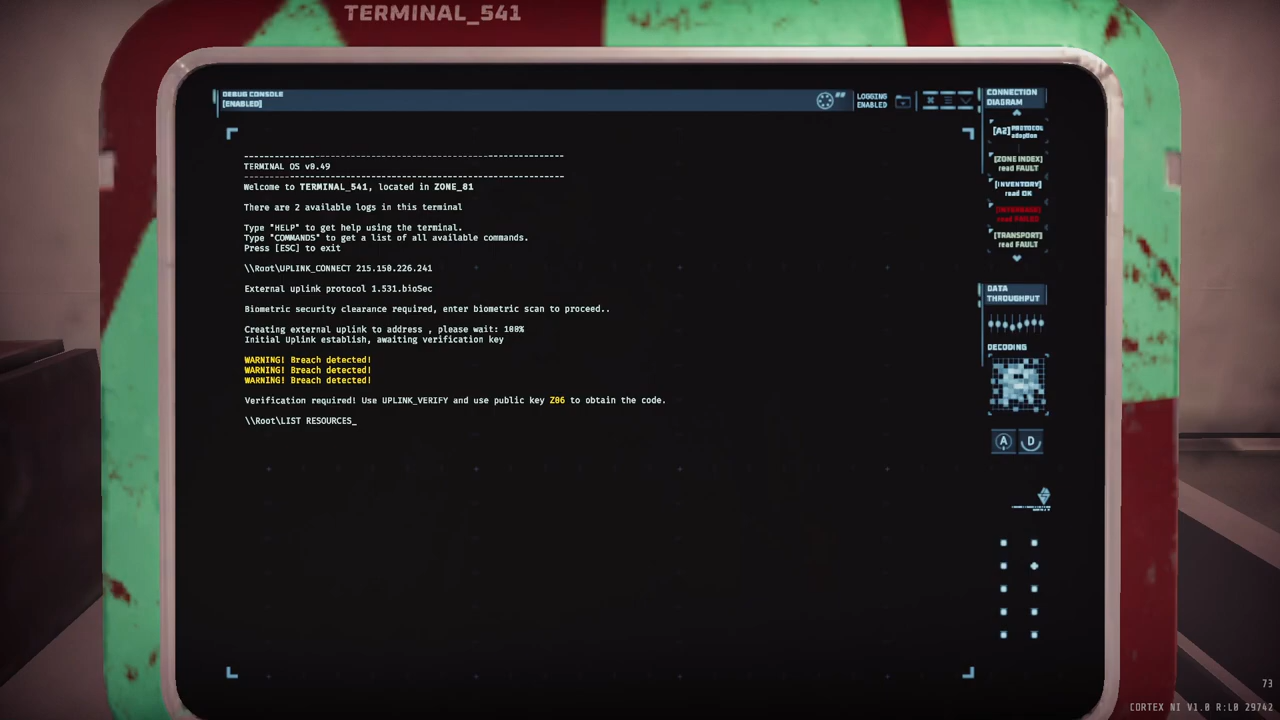 TERMINAL_541
DEBUG CONSOLE
[ENABLED]
LOGGING
ENABLED
CONNECTION
DIAGRAM
[A2] PROTOCOL
adaption
[ZONE INDEX]
read FAULT
[INVENTORY]
read OK
read FAILED
[TRANSPORT]
read FAULT
DATA
THROUGHPUT
DECODING
A D
----------------------------------------------------------------
TERMINAL OS v0.49
----------------------------------------------------------------
Welcome to TERMINAL_541, located in ZONE_81
There are 2 available logs in this terminal
Type "HELP" to get help using the terminal.
Type "COMMANDS" to get a list of all available commands.
Press [ESC] to exit
\\Root\UPLINK_CONNECT 215.150.226.241
External uplink protocol 1.531.bioSec
Biometric security clearance required, enter biometric scan to proceed..
Creating external uplink to address , please wait: 100%
Initial Uplink establish, awaiting verification key
WARNING! Breach detected!
WARNING! Breach detected!
WARNING! Breach detected!
Verification required! Use UPLINK_VERIFY and use public key Z06 to obtain the code.
\\Root\LIST RESOURCES_
73
CORTEX NI V1.0 R:L0 29742